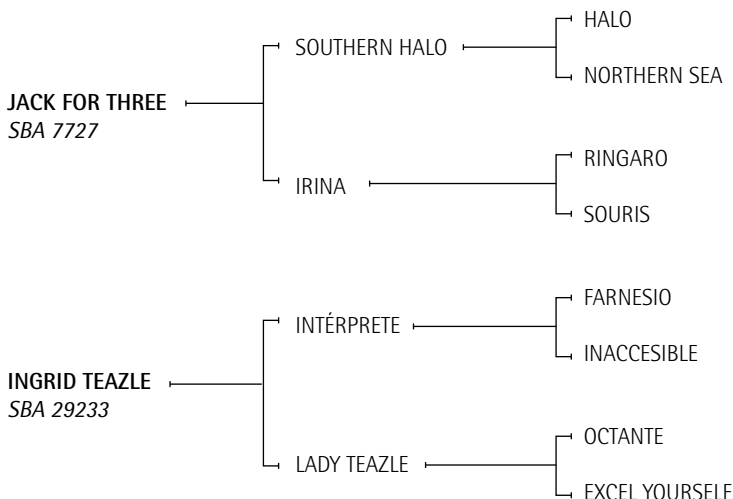 HALO
SOUTHERN HALO
NORTHERN SEA
JACK FOR THREE
SBA 7727
RINGARO
IRINA
SOURIS
FARNESIO
INTÉRPRETE
INACCESIBLE
INGRID TEAZLE
SBA 29233
OCTANTE
LADY TEAZLE
EXCEL YOURSELF